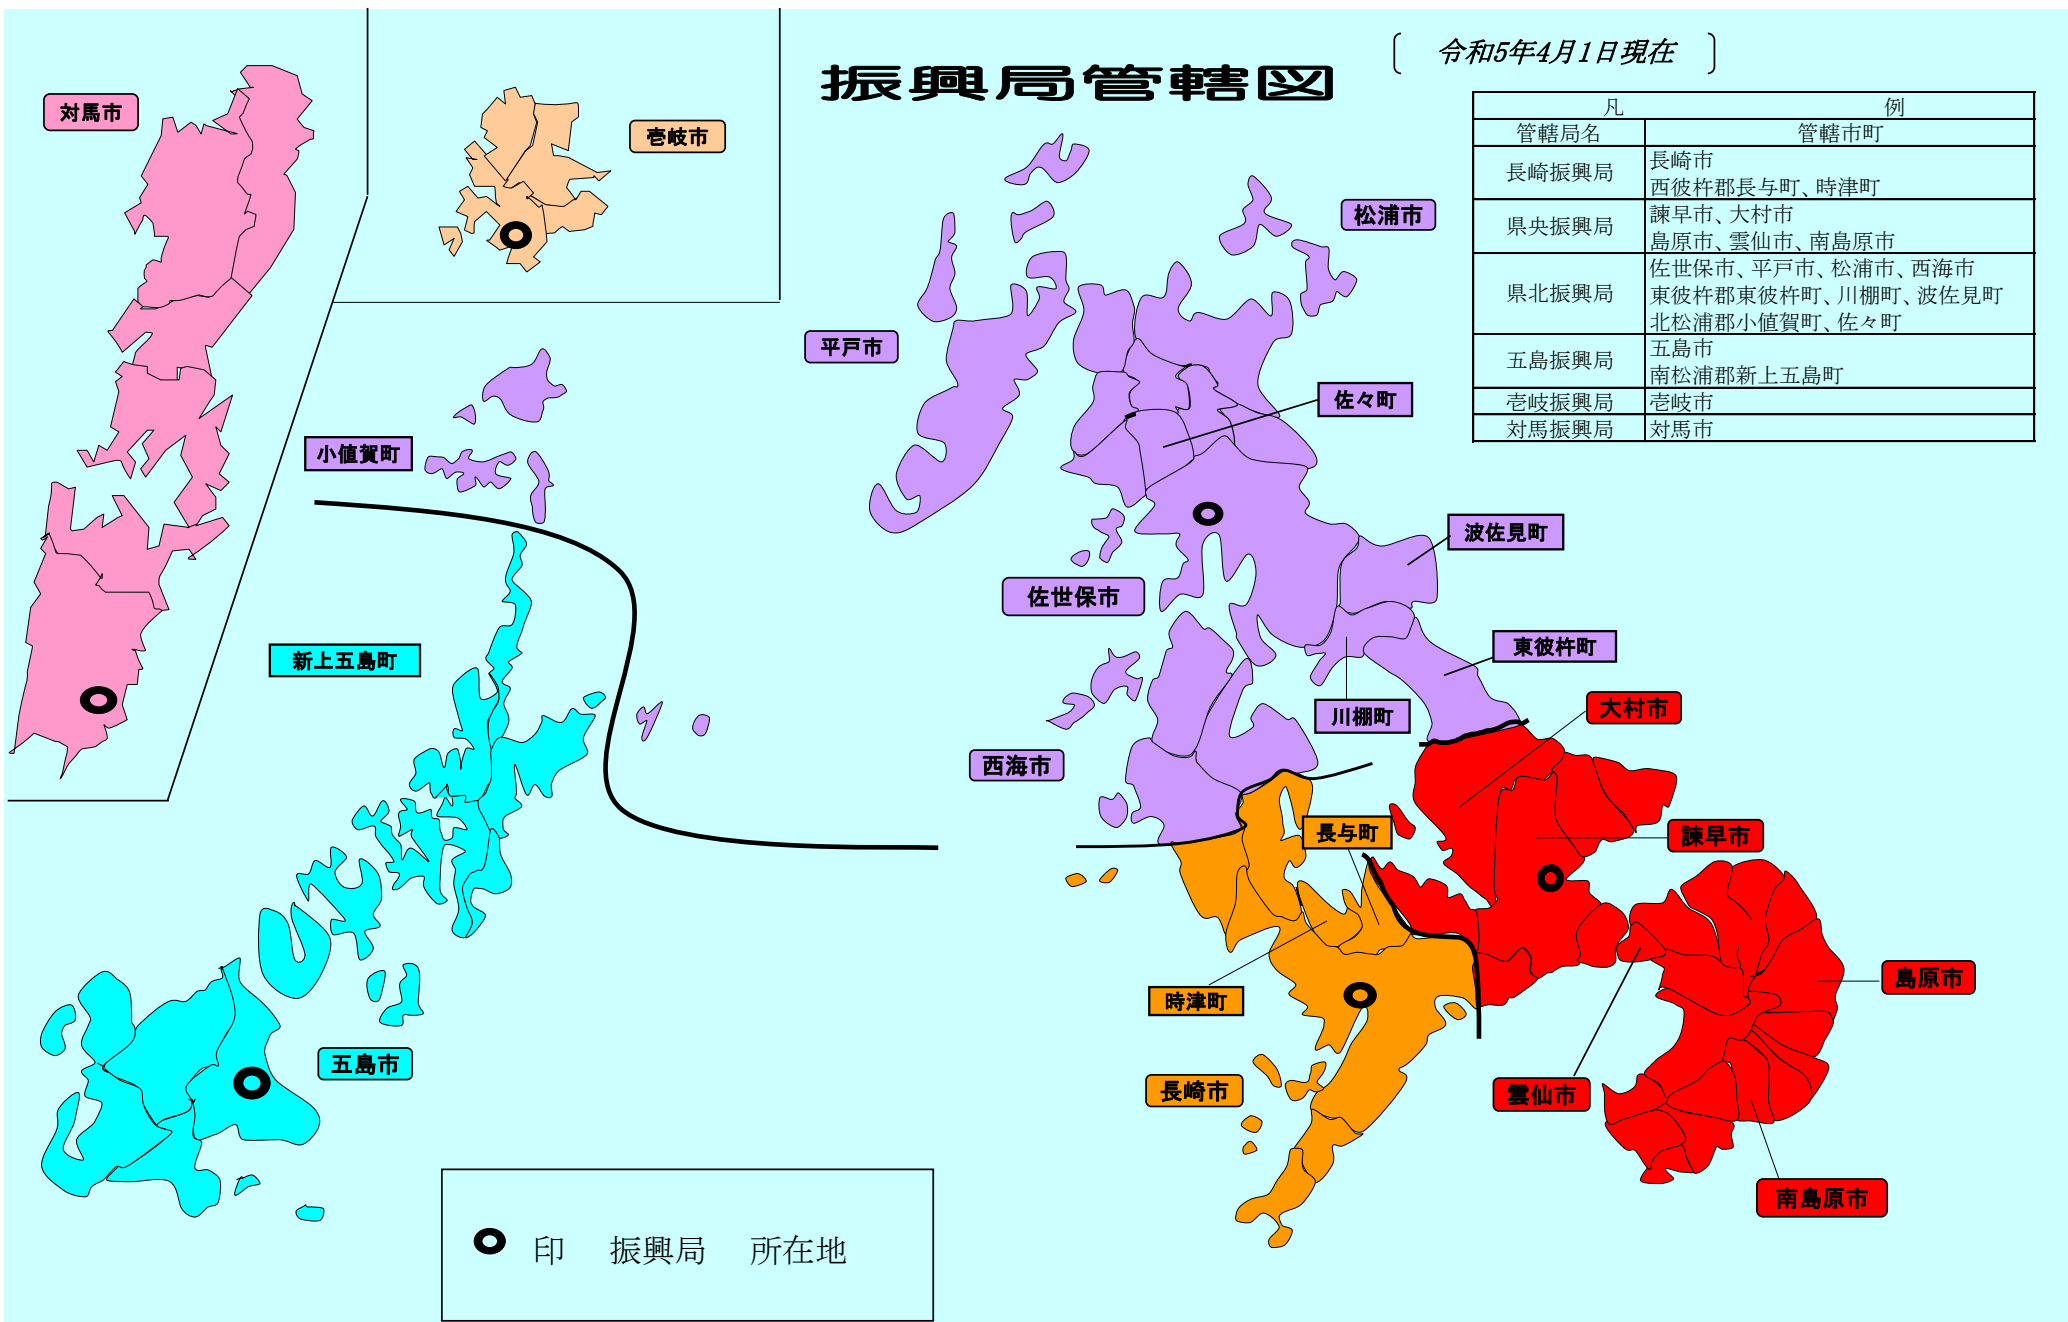 振興局管轄図
令和5年4月1日現在
凡 例
管轄局名 管轄市町
長崎振興局 長崎市
西彼杵郡長与町、時津町
県央振興局 諫早市、大村市
島原市、雲仙市、南島原市
県北振興局 佐世保市、平戸市、松浦市、西海市
東彼杵郡東彼杵町、川棚町、波佐見町
北松浦郡小値賀町、佐々町
五島振興局 五島市
南松浦郡新上五島町
壱岐振興局 壱岐市
対馬振興局 対馬市
対馬市
壱岐市
松浦市
平戸市
佐々町
小値賀町
波佐見町
佐世保市
東彼杵町
新上五島町
大村市
川棚町
西海市
長与町
諫早市
島原市
時津町
五島市
長崎市
雲仙市
南島原市
印 振興局 所在地